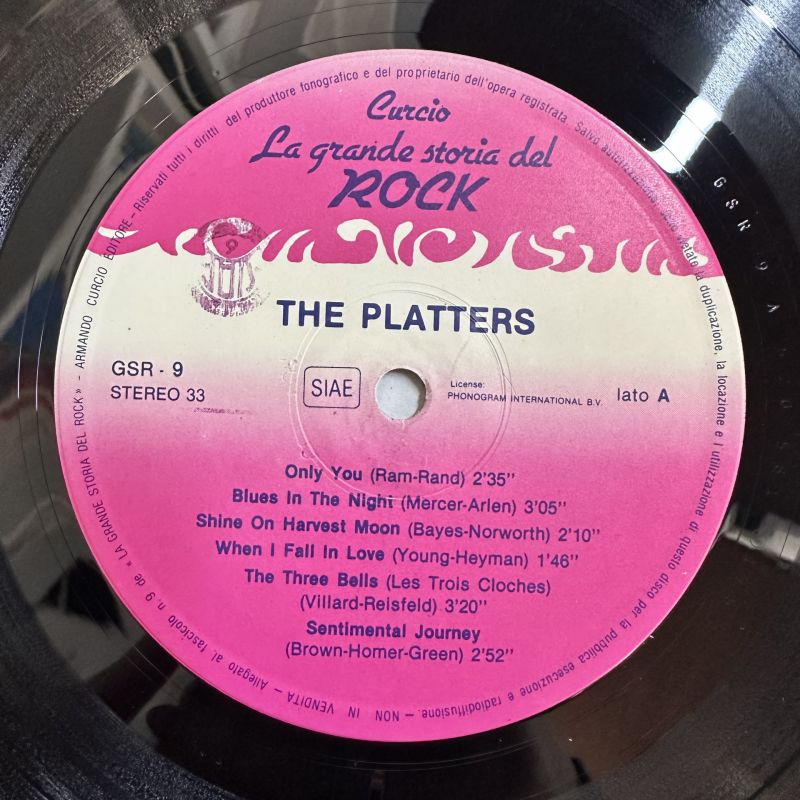 Curcio
La grande storia del
ROCK
THE PLATTERS
GSR - 9
STEREO 33
SIAE
License:
PHONOGRAM INTERNATIONAL B.V.
lato A
Only You (Ram-Rand) 2'35''
Blues In The Night (Mercer-Arlen) 3'05''
Shine On Harvest Moon (Bayes-Norworth) 2'10''
When I Fall In Love (Young-Heyman) 1'46''
The Three Bells (Les Trois Cloches)
(Villard-Reisfeld) 3'20''
Sentimental Journey
(Brown-Homer-Green) 2'52''
Allegato al fascicolo n. 9 de « LA GRANDE STORIA DEL ROCK » - ARMANDO CURCIO EDITORE - Riservati tutti i diritti del produttore fonografico e del proprietario dell'opera registrata. Salvo vietate la duplicazione, la locazione e l'utilizzazione di questo disco per la pubblica esecuzione e radiodiffusione. — NON IN VENDITA —
GSR 9 A